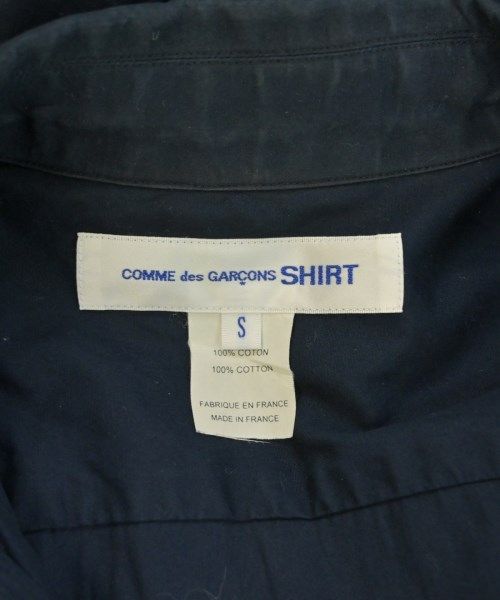 COMME des GARÇONS SHIRT
S
100% COTON
100% COTTON
FABRIQUE EN FRANCE
MADE IN FRANCE